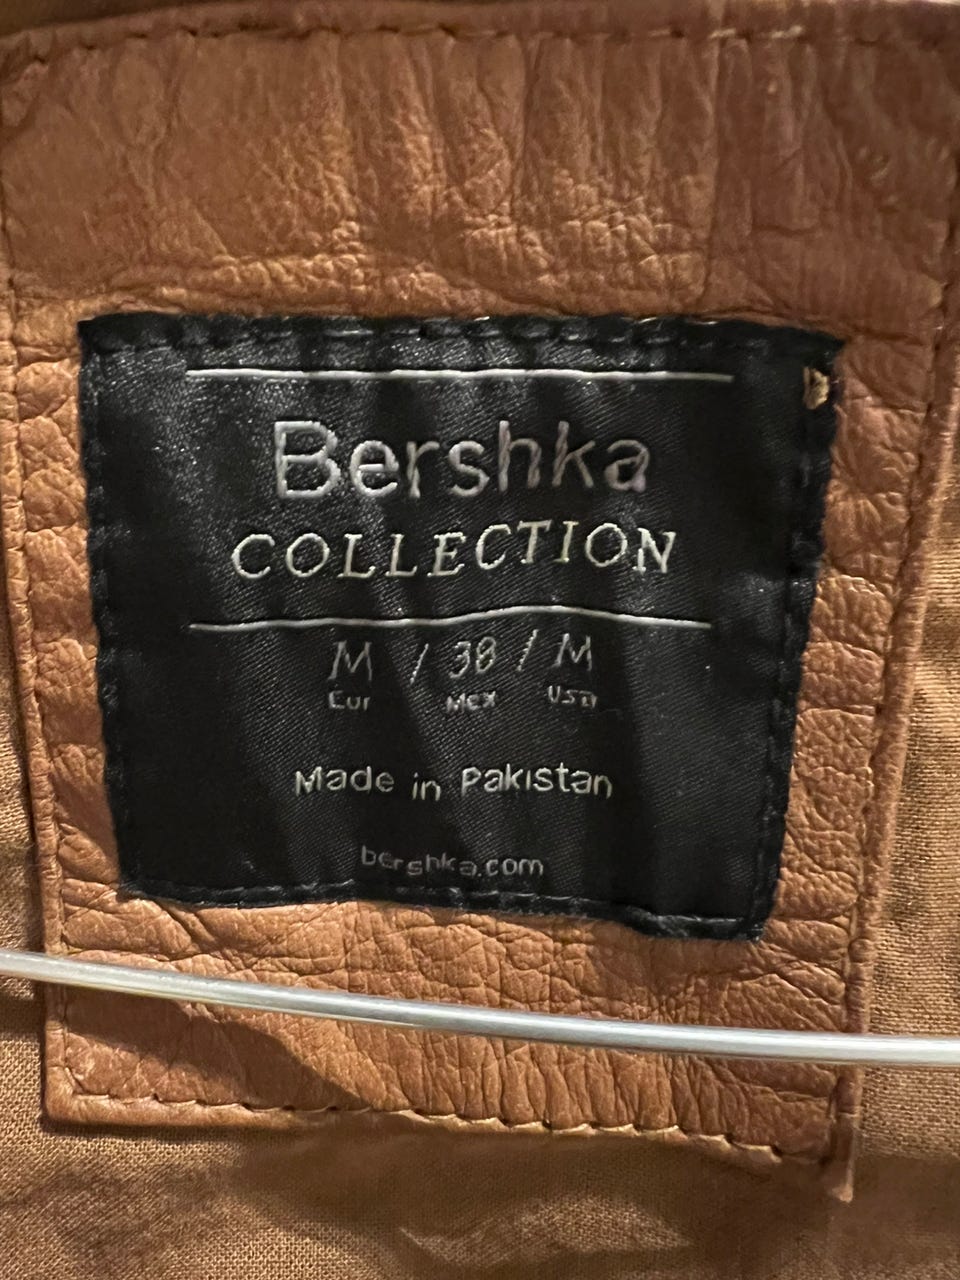 Bershka
COLLECTION
M / 38 / M
Eur Mex USA
Made in Pakistan
bershka.com